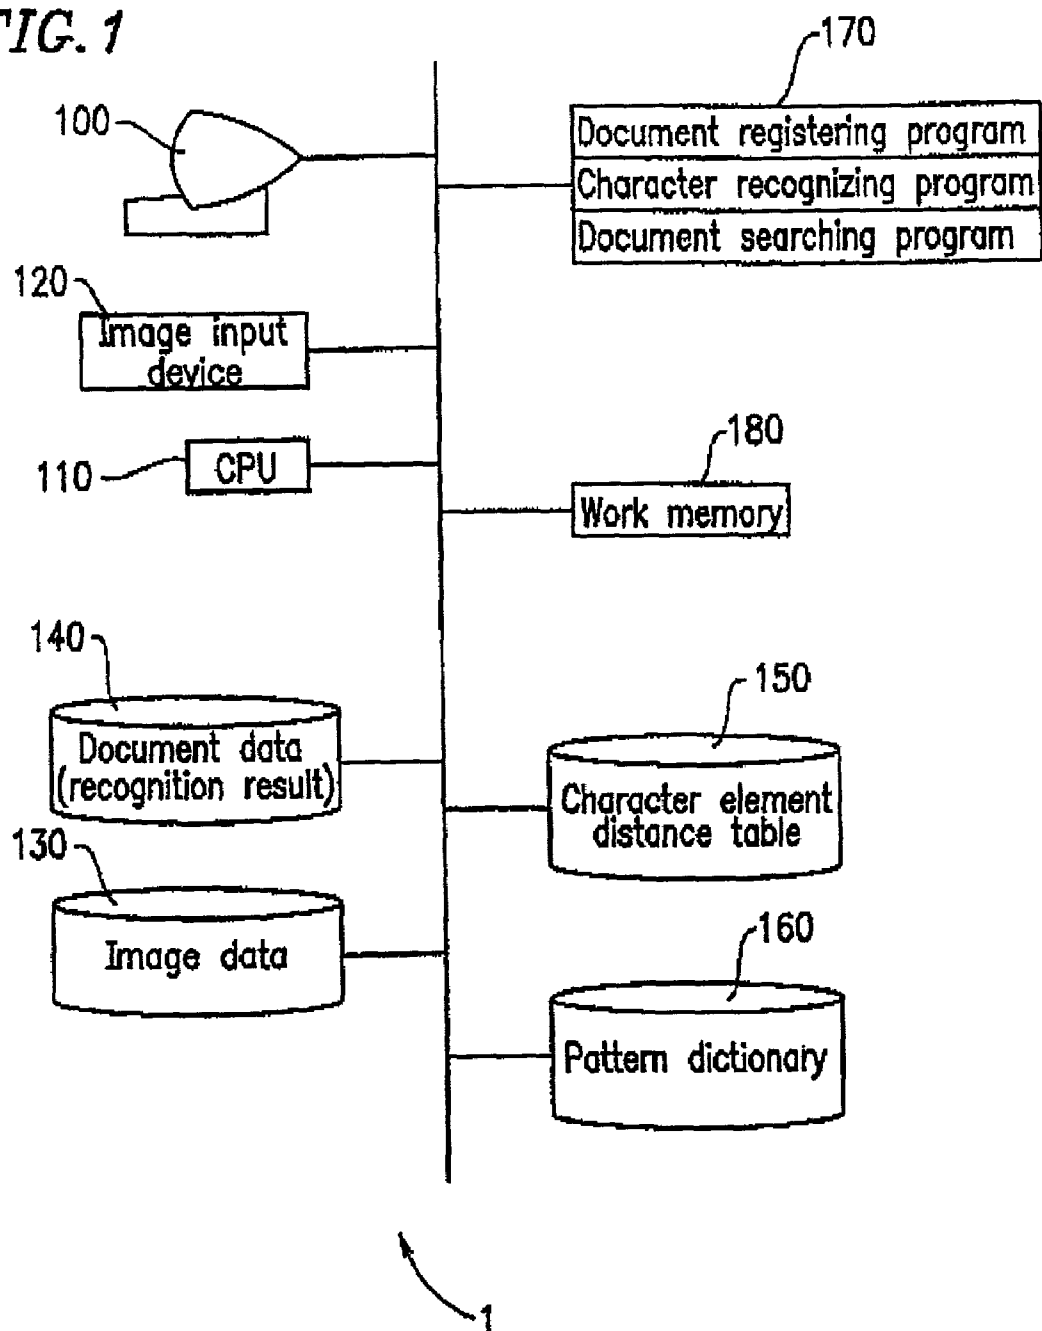 FIG. 1
170
100
Document registering program
Character recognizing program
Document searching program
120
Image input
device
110
CPU
180
Work memory
140
Document data
(recognition result)
150
Character element
distance table
130
Image data
160
Pattern dictionary
1